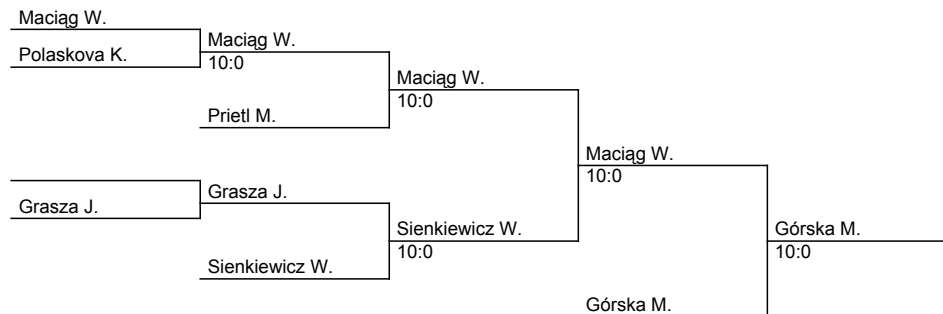 Maciąg W.
Polaskova K.
Maciąg W.
10:0
Prietl M.
Maciąg W.
10:0
Grasza J.
Grasza J.
Sienkiewicz W.
Sienkiewicz W.
10:0
Maciąg W.
10:0
Górska M.
Górska M.
10:0